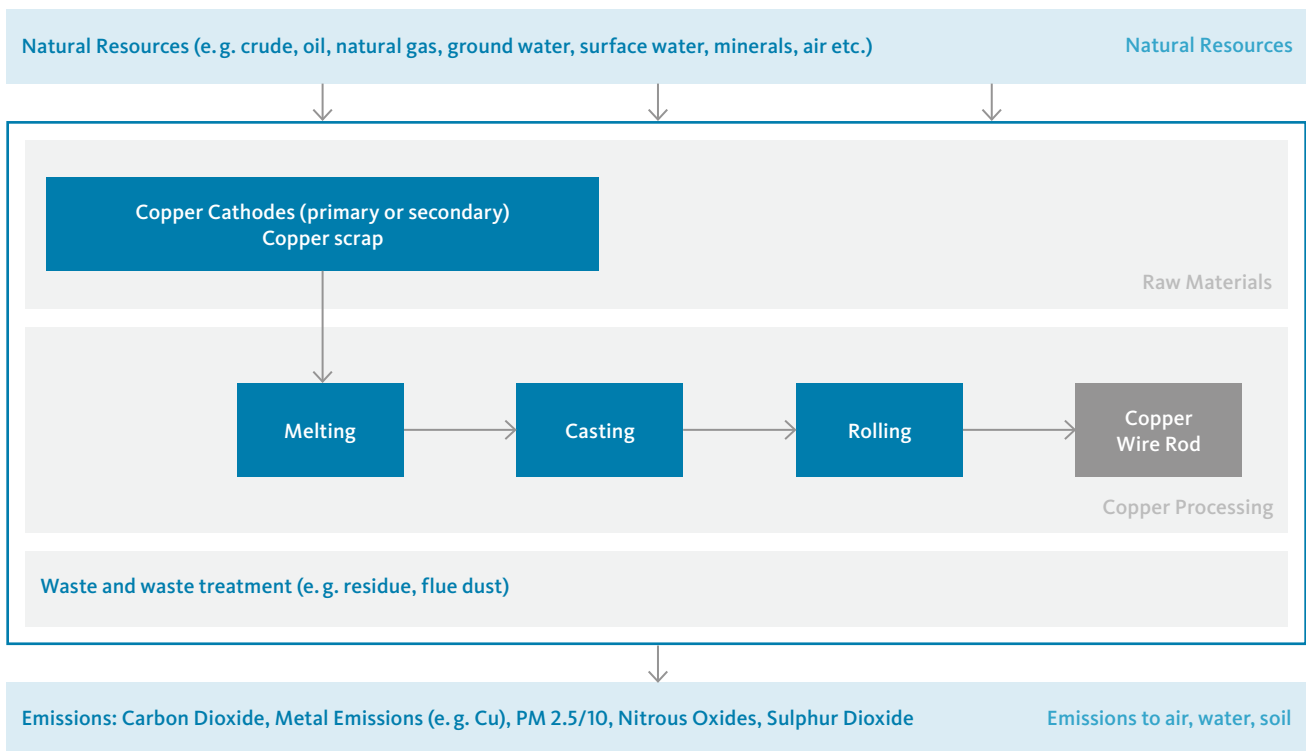 Natural Resources (e. g. crude, oil, natural gas, ground water, surface water, minerals, air etc.)
Natural Resources
Copper Cathodes (primary or secondary)
Copper scrap
Raw Materials
Melting
Casting
Rolling
Copper
Wire Rod
Copper Processing
Waste and waste treatment (e. g. residue, flue dust)
Emissions: Carbon Dioxide, Metal Emissions (e. g. Cu), PM 2.5/10, Nitrous Oxides, Sulphur Dioxide
Emissions to air, water, soil